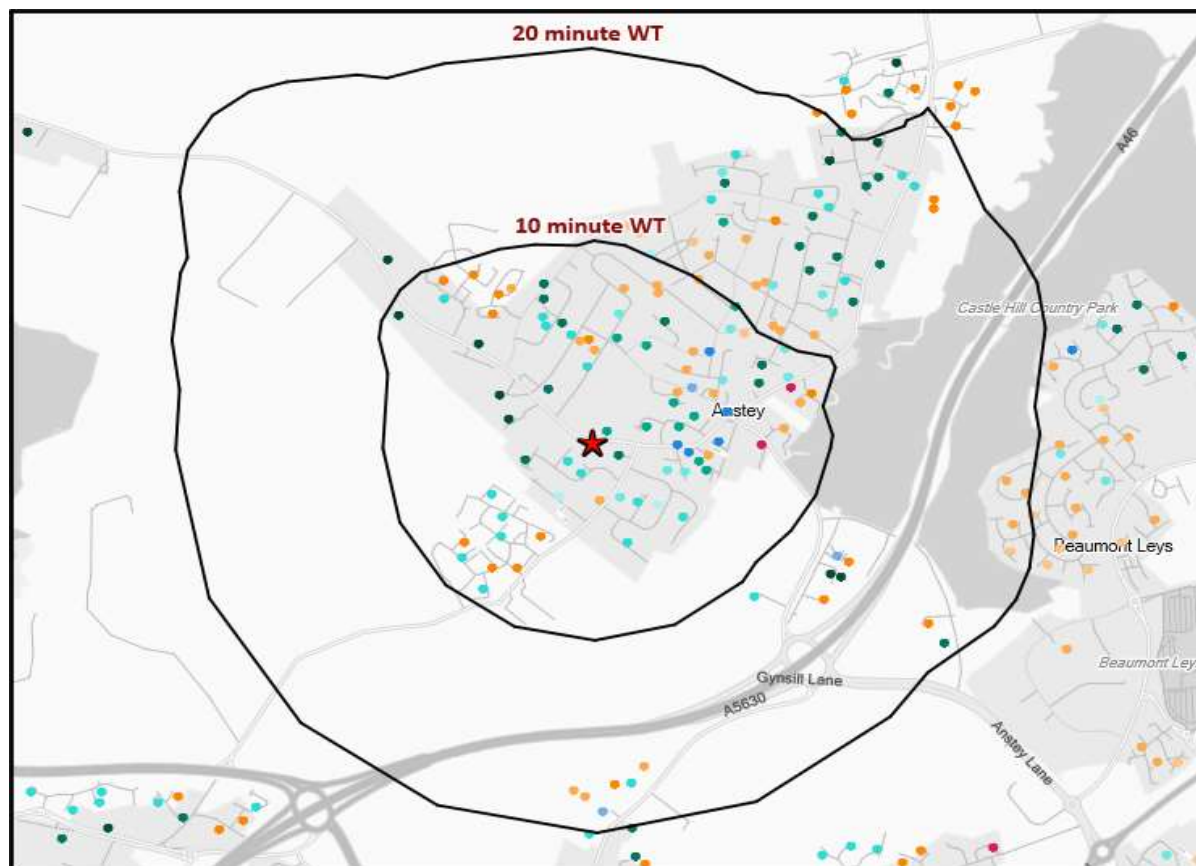 20 minute WT
A46
10 minute WT
Castle Hill Country Park
Anstey
Beaumont Leys
Beaumont Ley
Gynsill Lane
A5630
Anstey Lane